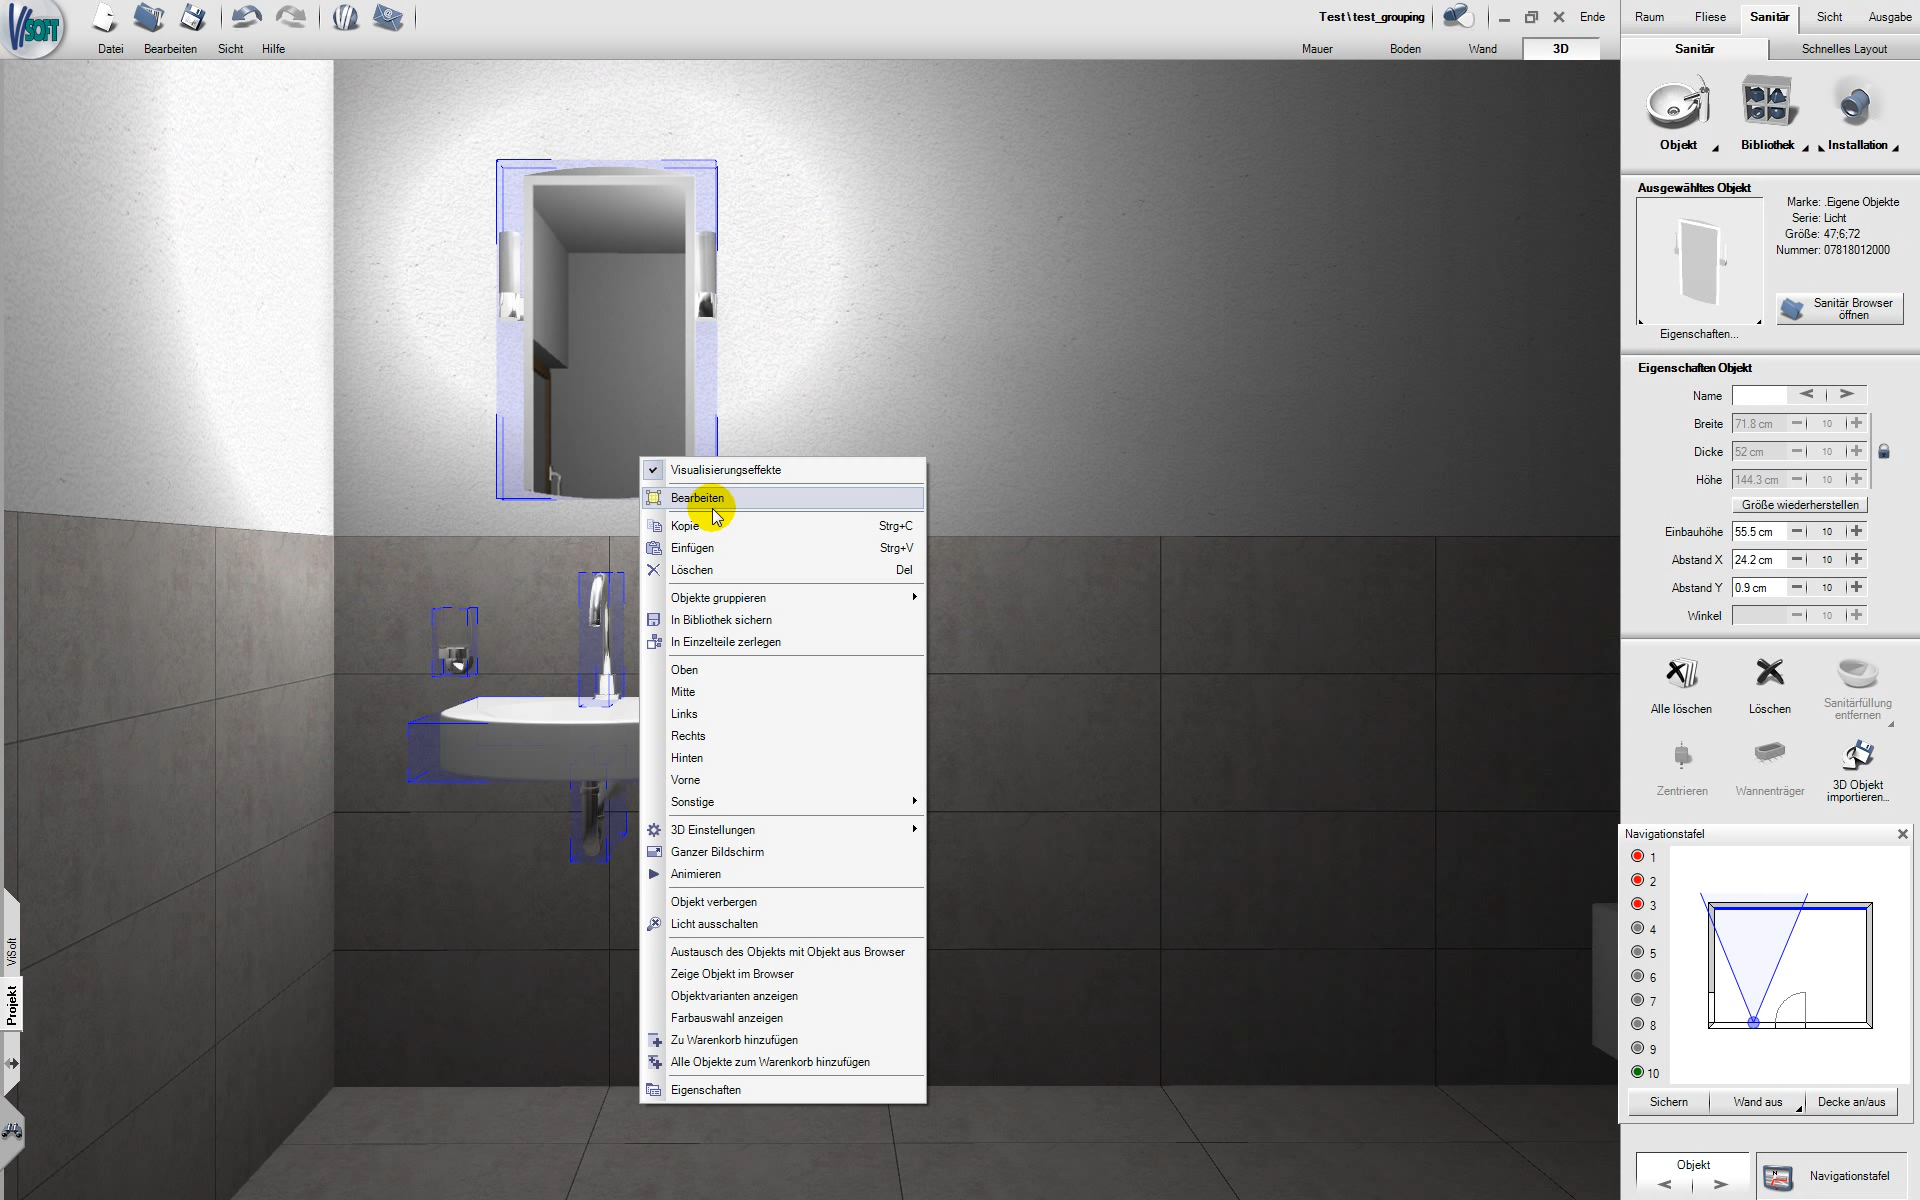 ViSOFT
Datei
Bearbeiten
Sicht
Hilfe
Test\test_grouping
Ende
Mauer
Boden
Wand
3D
Raum
Fliese
Sanitär
Sicht
Ausgabe
Sanitär
Schnelles Layout
Objekt
Bibliothek
Installation
Ausgewähltes Objekt
Marke: .Eigene Objekte
Serie: Licht
Größe: 47;6;72
Nummer: 07818012000
Sanitär Browser
öffnen
Eigenschaften...
Eigenschaften Objekt
Name
Breite 71.8 cm 10
Dicke 52 cm 10
Höhe 144.3 cm 10
Größe wiederherstellen
Einbauhöhe 55.5 cm 10
Abstand X 24.2 cm 10
Abstand Y 0.9 cm 10
Winkel 10
Alle löschen
Löschen
Sanitärfüllung
entfernen
Zentrieren
Wannenträger
3D Objekt
importieren...
Navigationstafel
1
2
3
4
5
6
7
8
9
10
Sichern
Wand aus
Decke an/aus
Objekt
Navigationstafel
Visualisierungseffekte
Bearbeiten
Kopie Strg+C
Einfügen Strg+V
Löschen Del
Objekte gruppieren
In Bibliothek sichern
In Einzelteile zerlegen
Oben
Mitte
Links
Rechts
Hinten
Vorne
Sonstige
3D Einstellungen
Ganzer Bildschirm
Animieren
Objekt verbergen
Licht ausschalten
Austausch des Objekts mit Objekt aus Browser
Zeige Objekt im Browser
Objektvarianten anzeigen
Farbauswahl anzeigen
Zu Warenkorb hinzufügen
Alle Objekte zum Warenkorb hinzufügen
Eigenschaften
ViSoft
Projekt